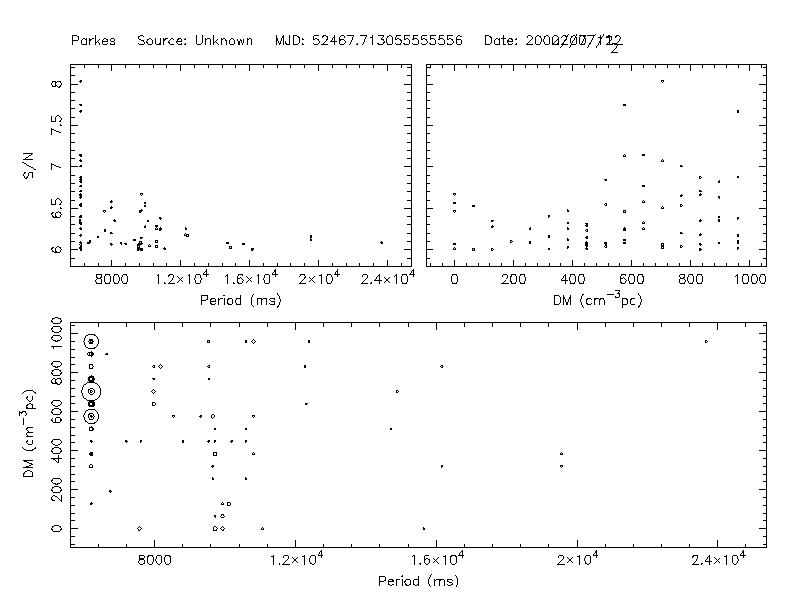 Parkes Source: Unknown MJD: 52467.713055555556 Date:
S/N
8
7.5
7
6.5
6
8000 1.2×10⁴ 1.6×10⁴ 2×10⁴ 2.4×10⁴
Period (ms)
0 200 400 600 800 1000
DM (cm⁻³pc)
DM (cm⁻³pc)
1000
800
600
400
200
0
8000 1.2×10⁴ 1.6×10⁴ 2×10⁴ 2.4×10⁴
Period (ms)